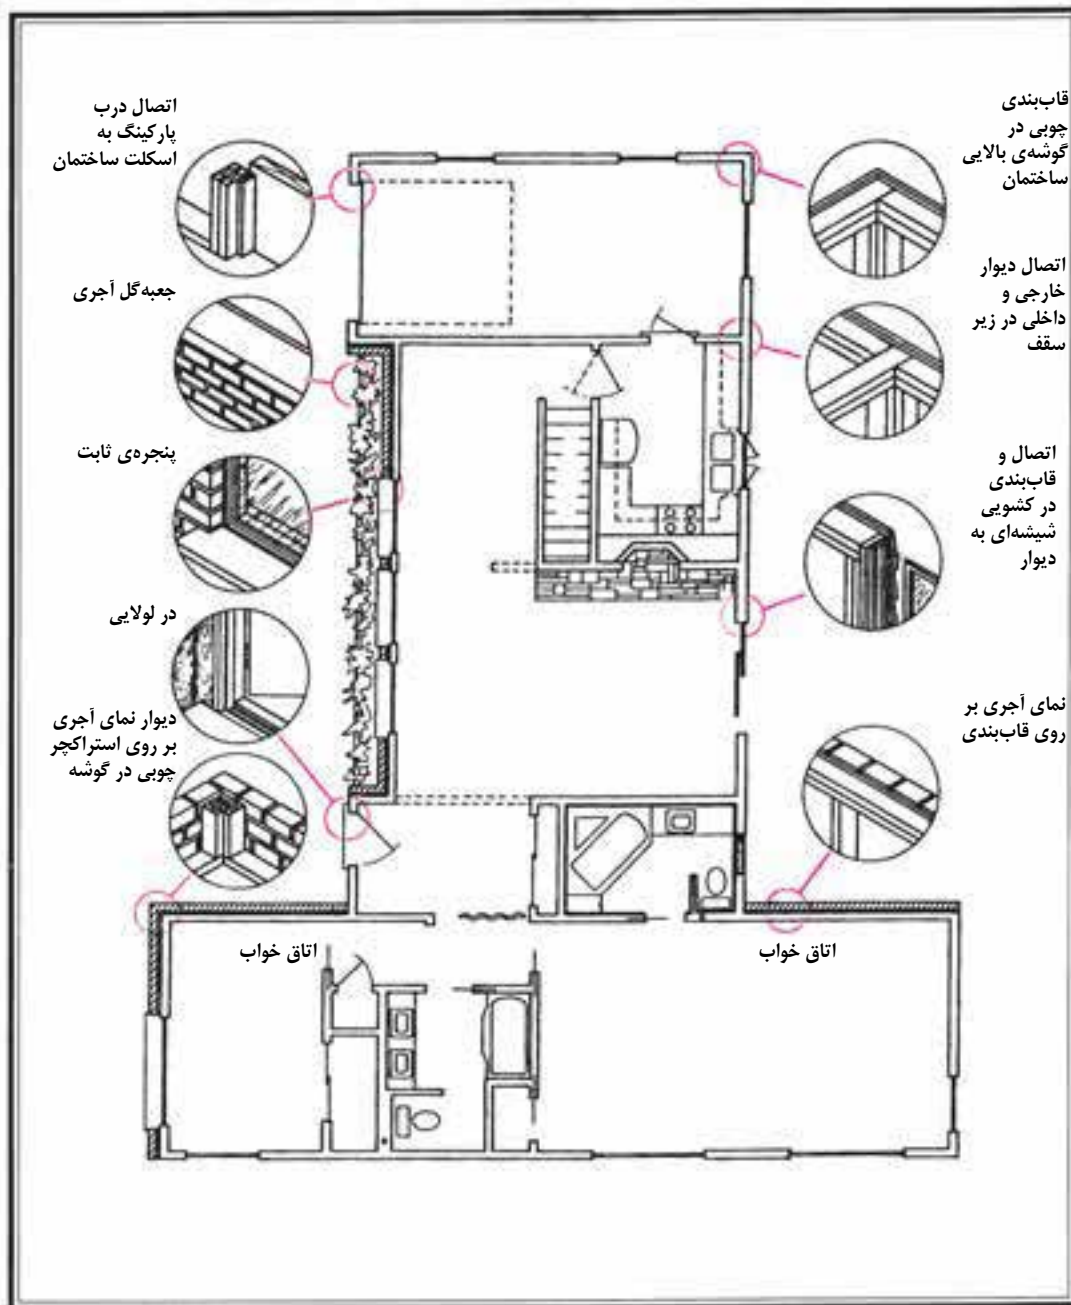 قاب‌بندی
چوبی در
گوشه‌ی بالایی
ساختمان
اتصال دیوار
خارجی و
داخلی در زیر
سقف
اتصال و
قاب‌بندی
در کشویی
شیشه‌ای به
دیوار
نمای آجری بر
روی قاب‌بندی
اتصال درب
پارکینگ به
اسکلت ساختمان
جعبه‌گل آجری
پنجره‌ی ثابت
در لولایی
دیوار نمای آجری
بر روی استراکچر
چوبی در گوشه
اتاق خواب
اتاق خواب